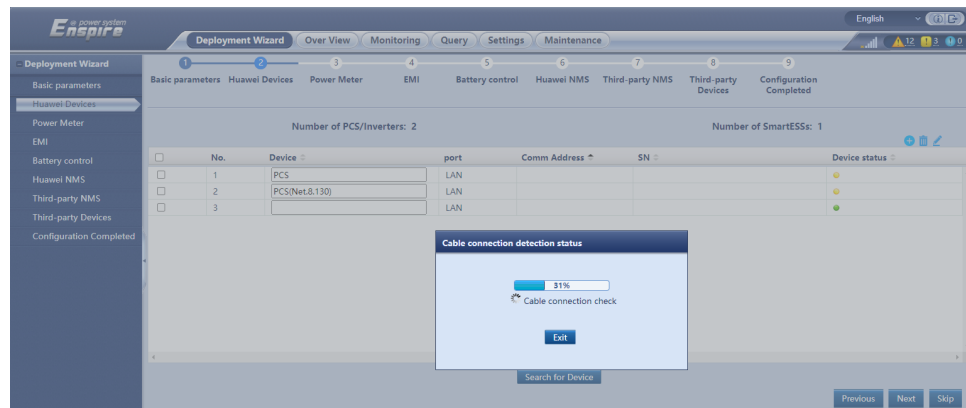 e power system
Enspire
English
Deployment Wizard Over View Monitoring Query Settings Maintenance
12 3 0
Deployment Wizard
Basic parameters
Huawei Devices
Power Meter
EMI
Battery control
Huawei NMS
Third-party NMS
Third-party Devices
Configuration Completed
1 2 3 4 5 6 7 8 9
Basic parameters Huawei Devices Power Meter EMI Battery control Huawei NMS Third-party NMS Third-party Devices Configuration Completed
Number of PCS/Inverters: 2 Number of SmartESSs: 1
No. Device port Comm Address SN Device status
1 PCS LAN
2 PCS(Net.8.130) LAN
3 LAN
Cable connection detection status
31%
Cable connection check
Exit
Search for Device
Previous Next Skip